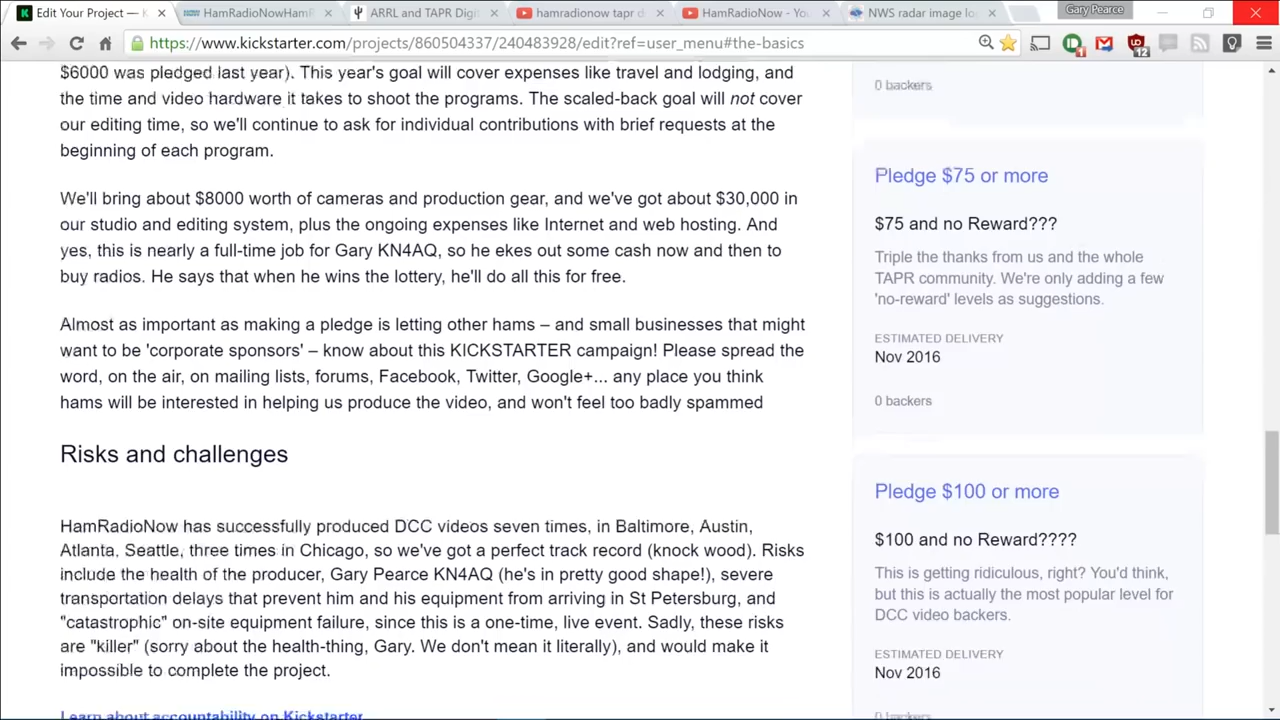 Edit Your Project —
HamRadioNowHamR
ARRL and TAPR Digi
hamradionow tapr d
HamRadioNow - You
NWS radar image lo
Gary Pearce
https://www.kickstarter.com/projects/860504337/240483928/edit?ref=user_menu#the-basics
1
12
$6000 was pledged last year). This year's goal will cover expenses like travel and lodging, and
the time and video hardware it takes to shoot the programs. The scaled-back goal will not cover
our editing time, so we'll continue to ask for individual contributions with brief requests at the
beginning of each program.
We'll bring about $8000 worth of cameras and production gear, and we've got about $30,000 in
our studio and editing system, plus the ongoing expenses like Internet and web hosting. And
yes, this is nearly a full-time job for Gary KN4AQ, so he ekes out some cash now and then to
buy radios. He says that when he wins the lottery, he'll do all this for free.
Almost as important as making a pledge is letting other hams – and small businesses that might
want to be 'corporate sponsors' – know about this KICKSTARTER campaign! Please spread the
word, on the air, on mailing lists, forums, Facebook, Twitter, Google+... any place you think
hams will be interested in helping us produce the video, and won't feel too badly spammed
Risks and challenges
HamRadioNow has successfully produced DCC videos seven times, in Baltimore, Austin,
Atlanta, Seattle, three times in Chicago, so we've got a perfect track record (knock wood). Risks
include the health of the producer, Gary Pearce KN4AQ (he's in pretty good shape!), severe
transportation delays that prevent him and his equipment from arriving in St Petersburg, and
"catastrophic" on-site equipment failure, since this is a one-time, live event. Sadly, these risks
are "killer" (sorry about the health-thing, Gary. We don't mean it literally), and would make it
impossible to complete the project.
Learn about accountability on Kickstarter
0 backers
Pledge $75 or more
$75 and no Reward???
Triple the thanks from us and the whole
TAPR community. We're only adding a few
'no-reward' levels as suggestions.
ESTIMATED DELIVERY
Nov 2016
0 backers
Pledge $100 or more
$100 and no Reward????
This is getting ridiculous, right? You'd think,
but this is actually the most popular level for
DCC video backers.
ESTIMATED DELIVERY
Nov 2016
0 backers